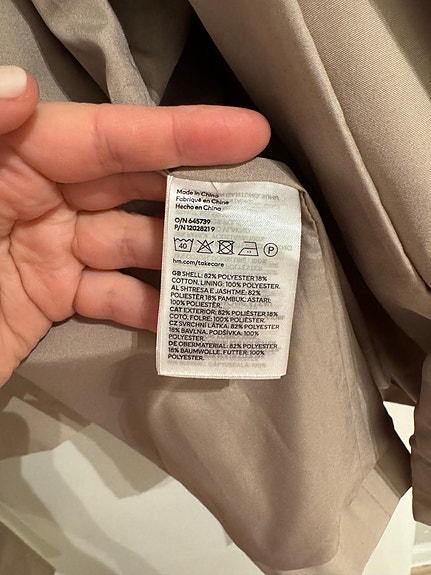 Made in China
Fabriqué en Chine
Hecho en China
O/N 645739
P/N 12028219
40 P
hm.com/takecare
GB SHELL: 82% POLYESTER 18%
COTTON. LINING: 100% POLYESTER.
AL SHTRESA E JASHTME: 82%
POLIESTËR 18% PAMBUK. ASTARI:
100% POLIESTËR.
CAT EXTERIOR: 82% POLIÈSTER 18%
COTÓ. FOLRE: 100% POLIÈSTER.
CZ SVRCHNÍ LÁTKA: 82% POLYESTER
18% BAVLNA. PODŠÍVKA: 100%
POLYESTER.
DE OBERMATERIAL: 82% POLYESTER
18% BAUMWOLLE. FUTTER: 100%
POLYESTER.